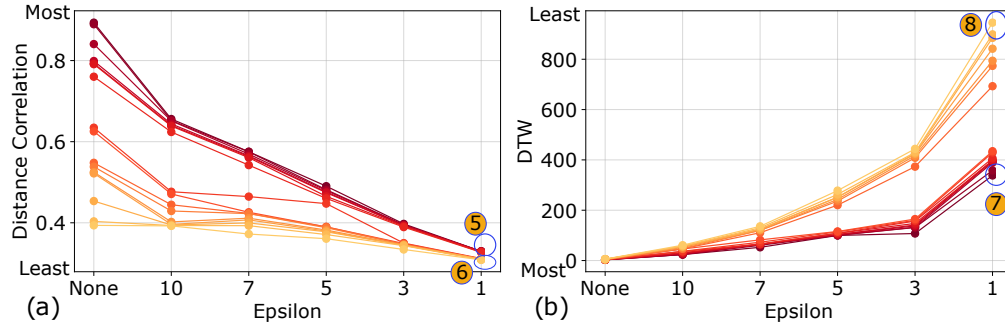 Most
0.8
0.6
0.4
Least
Distance Correlation
5
6
None 10 7 5 3 1
Epsilon
(a)
Least
800
600
400
200
0
Most
DTW
8
7
None 10 7 5 3 1
Epsilon
(b)